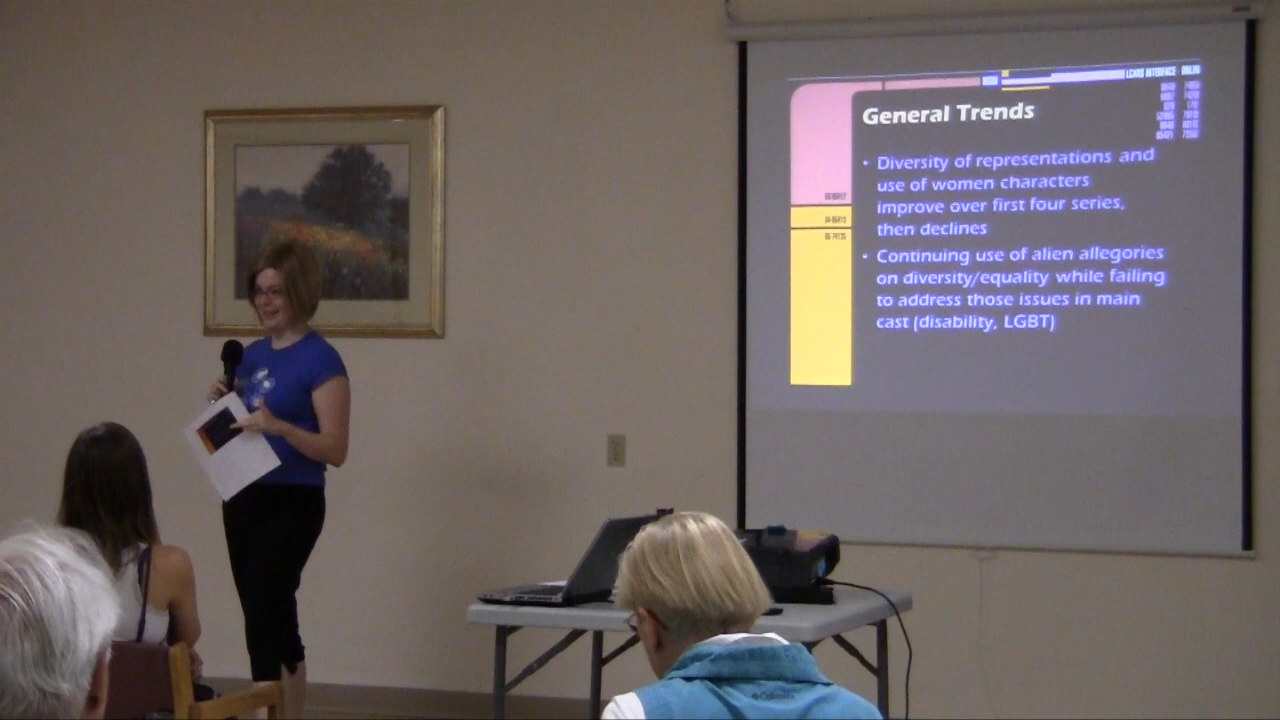 LCARS INTERFACE ONLINE
General Trends
• Diversity of representations and
use of women characters
improve over first four series,
then declines
• Continuing use of alien allegories
on diversity/equality while failing
to address those issues in main
cast (disability, LGBT)
Columbia